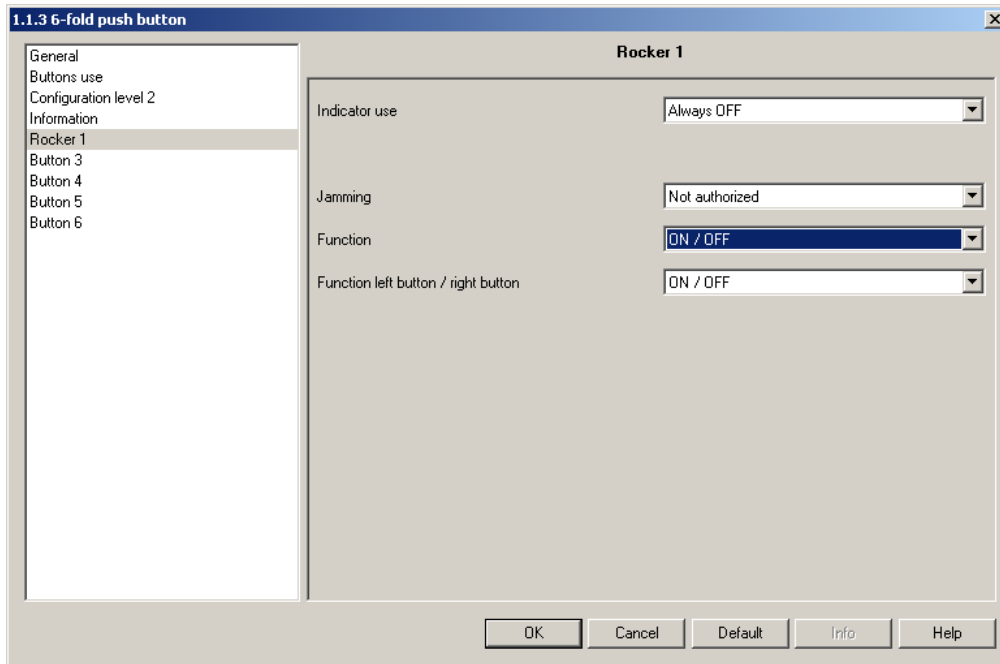 1.1.3 6-fold push button
General
Buttons use
Configuration level 2
Information
Rocker 1
Button 3
Button 4
Button 5
Button 6
Rocker 1
Indicator use Always OFF
Jamming Not authorized
Function ON / OFF
Function left button / right button ON / OFF
OK Cancel Default Info Help